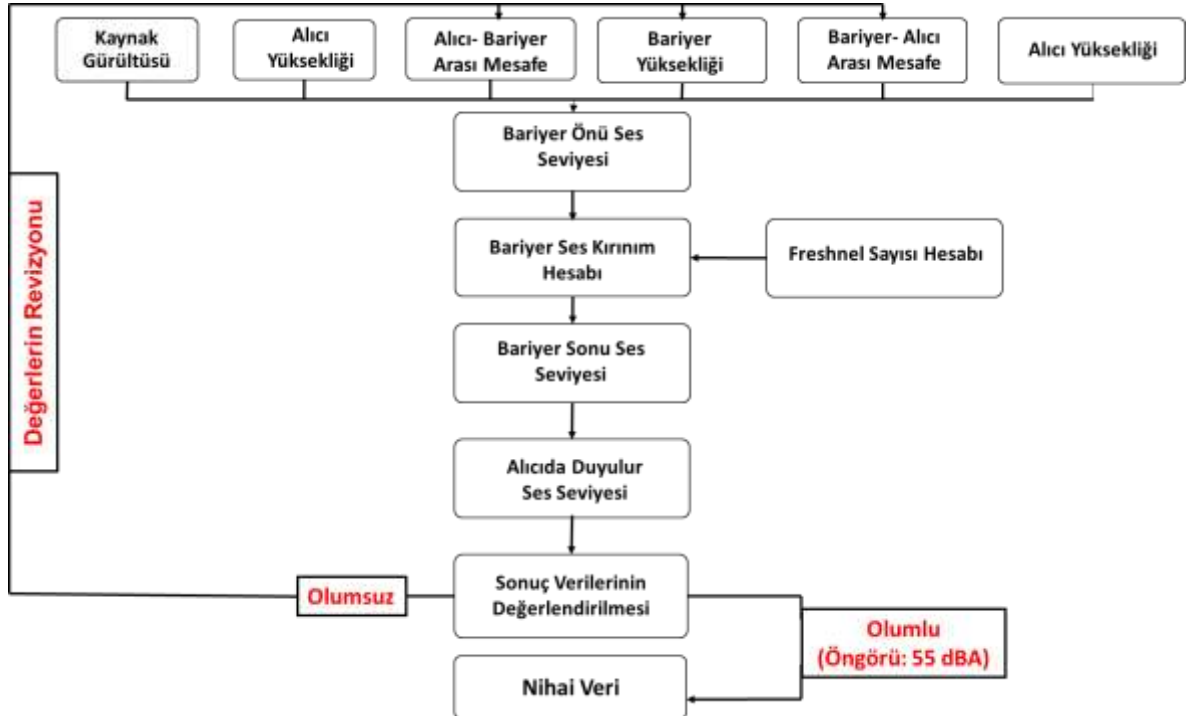 Kaynak
Gürültüsü
Alıcı
Yüksekliği
Alıcı- Bariyer
Arası Mesafe
Bariyer
Yüksekliği
Bariyer- Alıcı
Arası Mesafe
Alıcı Yüksekliği
Bariyer Önü Ses
Seviyesi
Bariyer Ses Kırınım
Hesabı
Freshnel Sayısı Hesabı
Bariyer Sonu Ses
Seviyesi
Değerlerin Revizyonu
Alıcıda Duyulur
Ses Seviyesi
Olumsuz
Sonuç Verilerinin
Değerlendirilmesi
Olumlu
(Öngörü: 55 dBA)
Nihai Veri